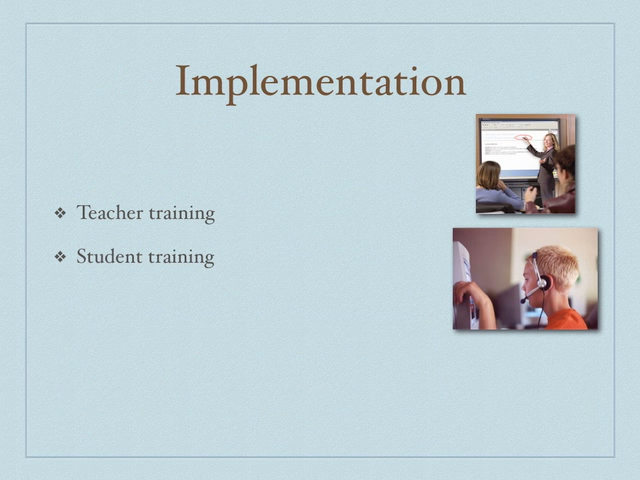 Implementation
❖ Teacher training
❖ Student training